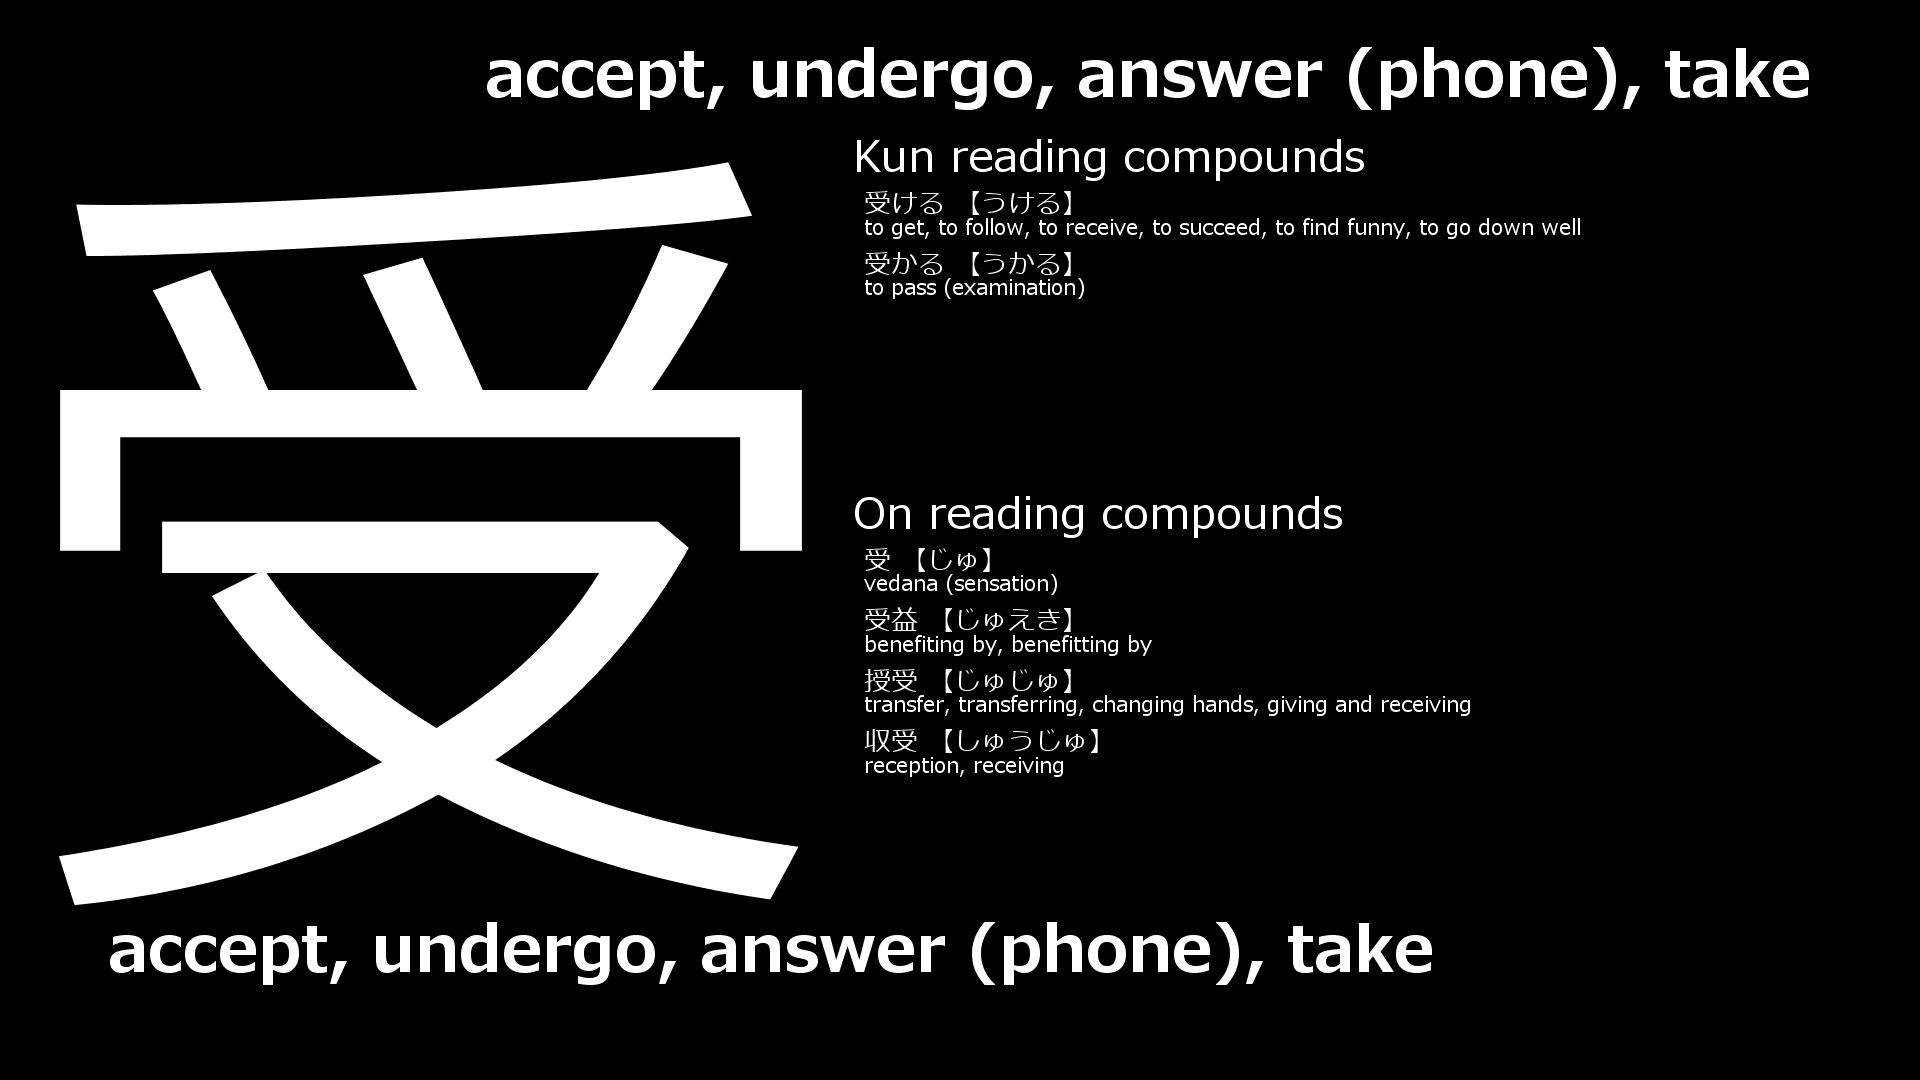 accept, undergo, answer (phone), take
受
Kun reading compounds
受ける 【うける】
to get, to follow, to receive, to succeed, to find funny, to go down well
受かる 【うかる】
to pass (examination)
On reading compounds
受 【じゅ】
vedana (sensation)
受益 【じゅえき】
benefiting by, benefitting by
授受 【じゅじゅ】
transfer, transferring, changing hands, giving and receiving
収受 【しゅうじゅ】
reception, receiving
accept, undergo, answer (phone), take